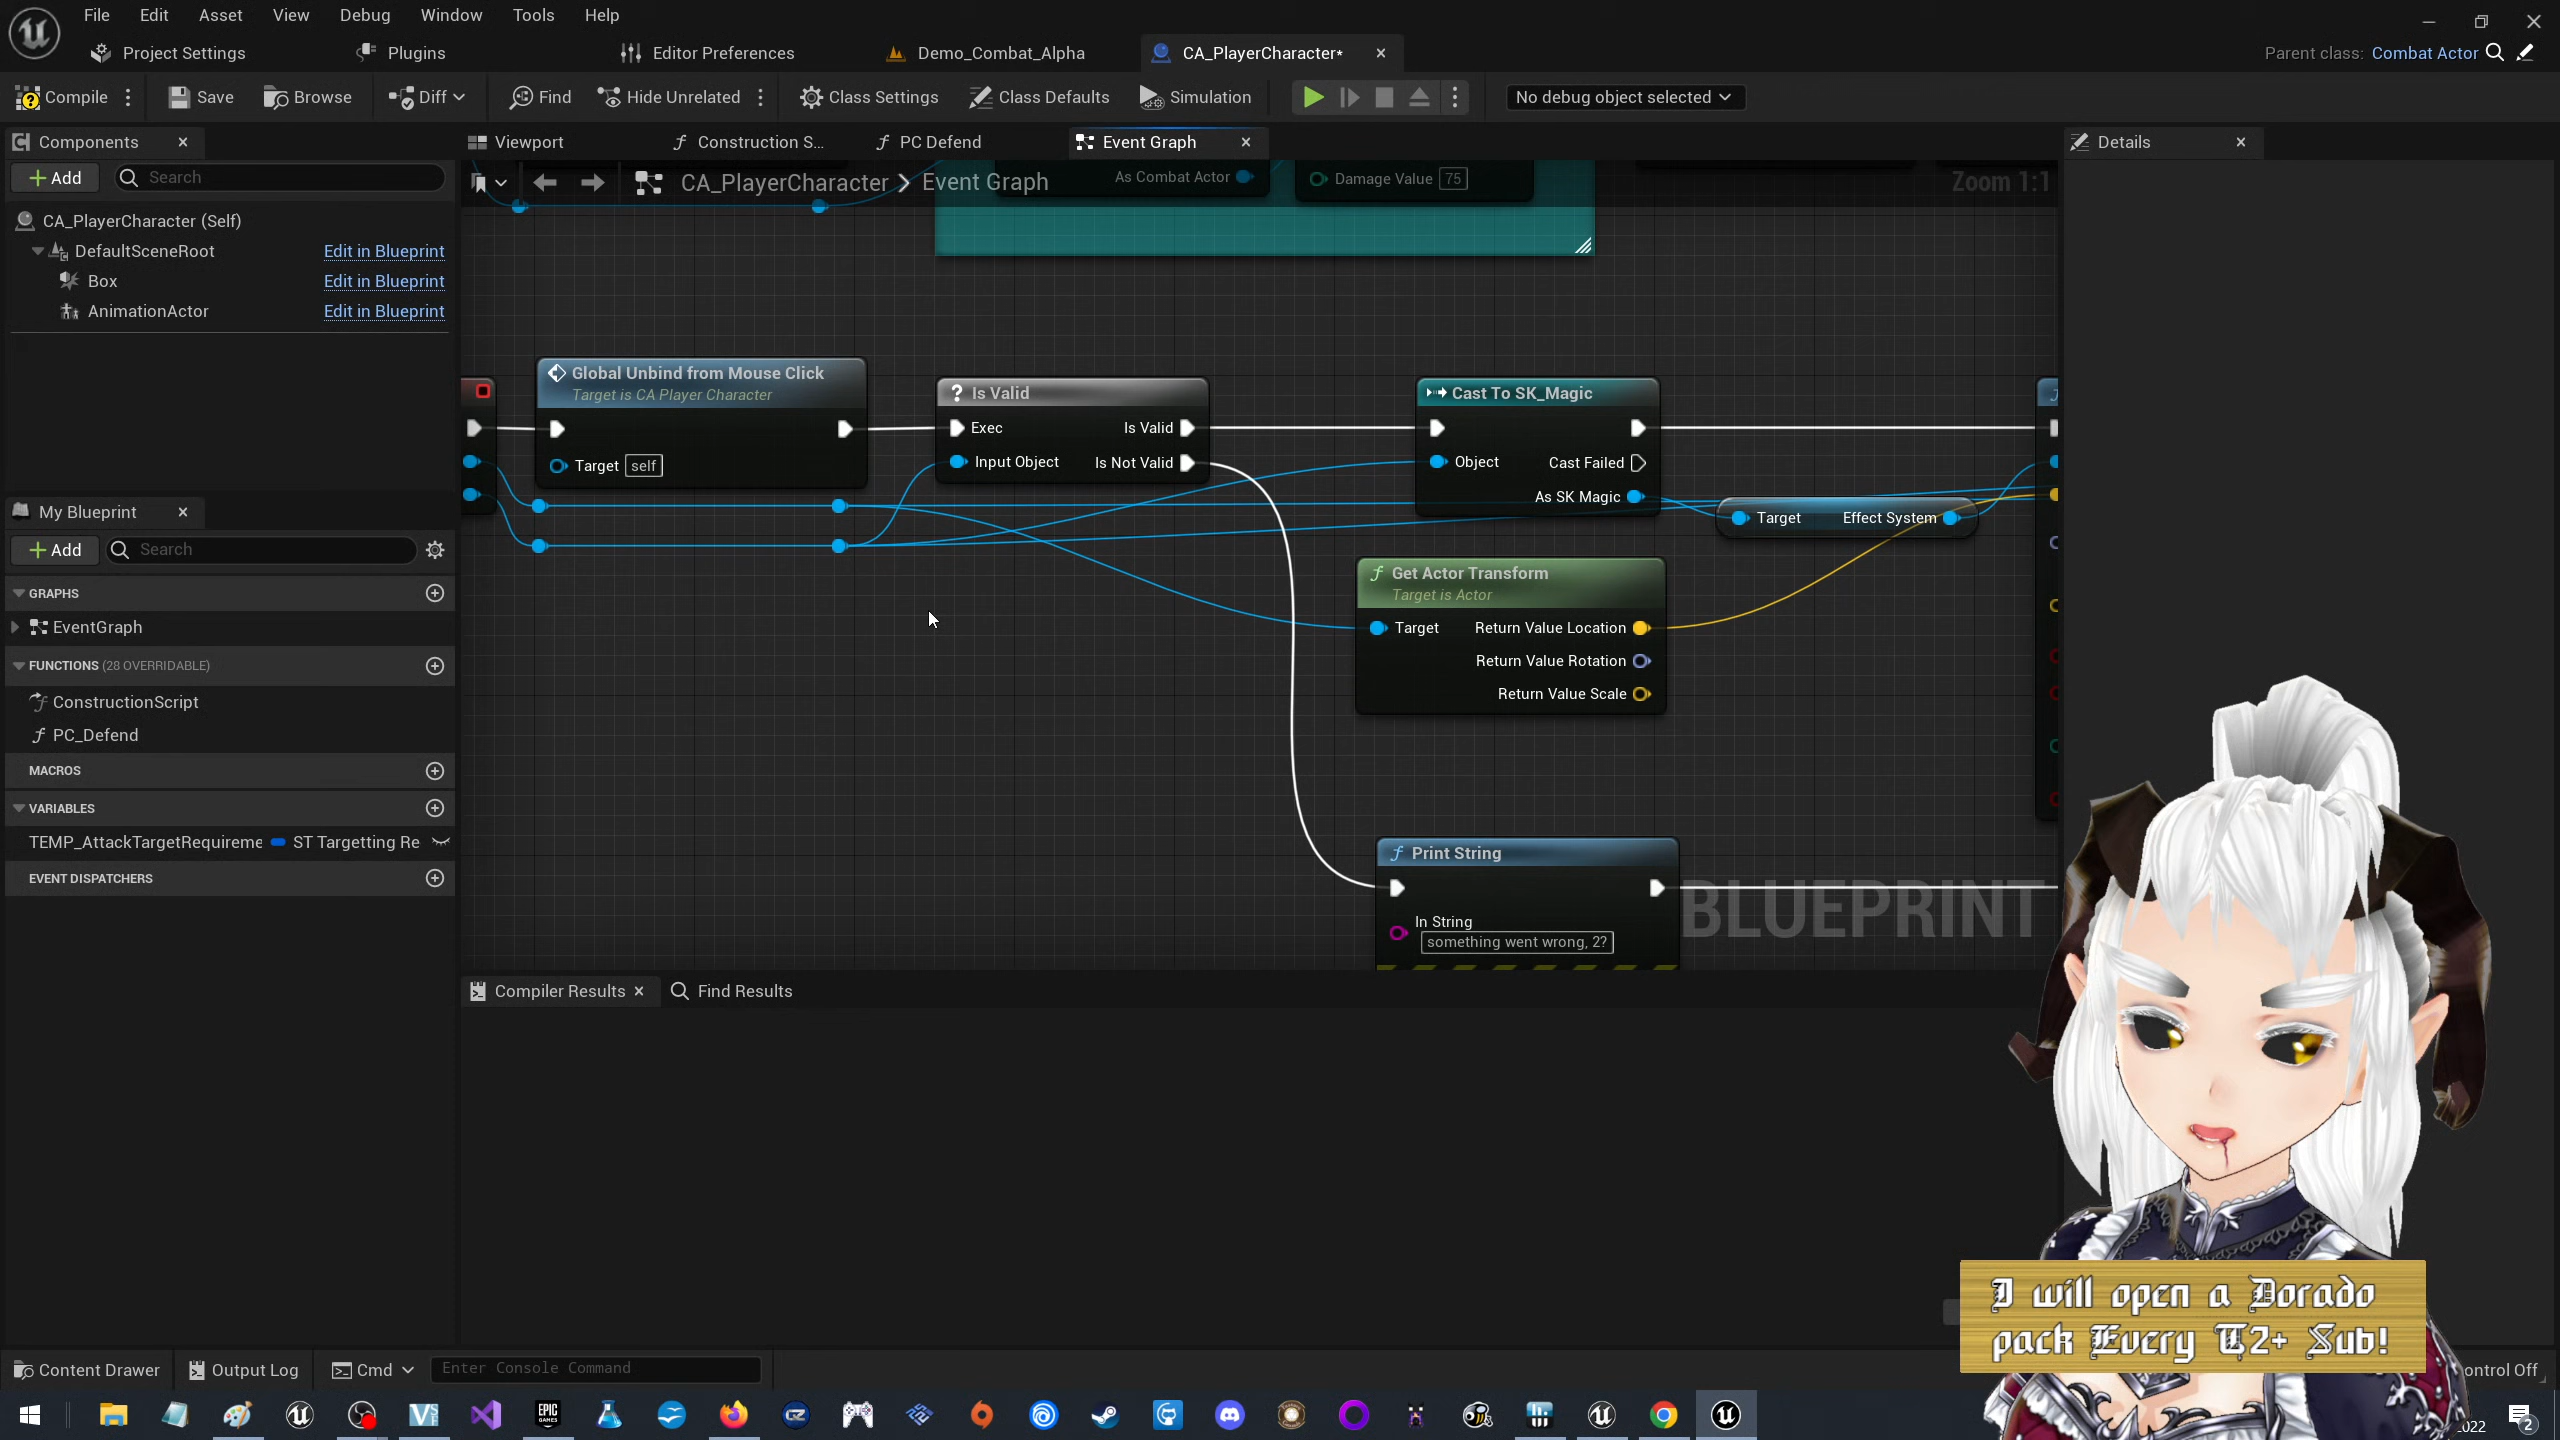 File Edit Asset View Debug Window Tools Help
Project Settings Plugins Editor Preferences Demo_Combat_Alpha CA_PlayerCharacter* Parent class: Combat Actor
Compile Save Browse Diff Find Hide Unrelated Class Settings Class Defaults Simulation No debug object selected
Components Viewport Construction S... PC Defend Event Graph Details
Add Search
CA_PlayerCharacter > Event Graph Zoom 1:1
As Combat Actor Damage Value 75
CA_PlayerCharacter (Self)
DefaultSceneRoot Edit in Blueprint
Box Edit in Blueprint
AnimationActor Edit in Blueprint
Global Unbind from Mouse Click
Target is CA Player Character
Target self
Is Valid
Exec Is Valid
Input Object Is Not Valid
Cast To SK_Magic
Object Cast Failed
As SK Magic
Target Effect System
Get Actor Transform
Target is Actor
Target Return Value Location
Return Value Rotation
Return Value Scale
Print String
In String
something went wrong, 2?
BLUEPRINT
My Blueprint
Add Search
GRAPHS
EventGraph
FUNCTIONS (28 OVERRIDABLE)
ConstructionScript
PC_Defend
MACROS
VARIABLES
TEMP_AttackTargetRequireme ST Targetting Re
EVENT DISPATCHERS
Compiler Results Find Results
I will open a Dorado
pack Every T2+ Sub!
Content Drawer Output Log Cmd Enter Console Command ontrol Off
EPIC GAMES
022 2